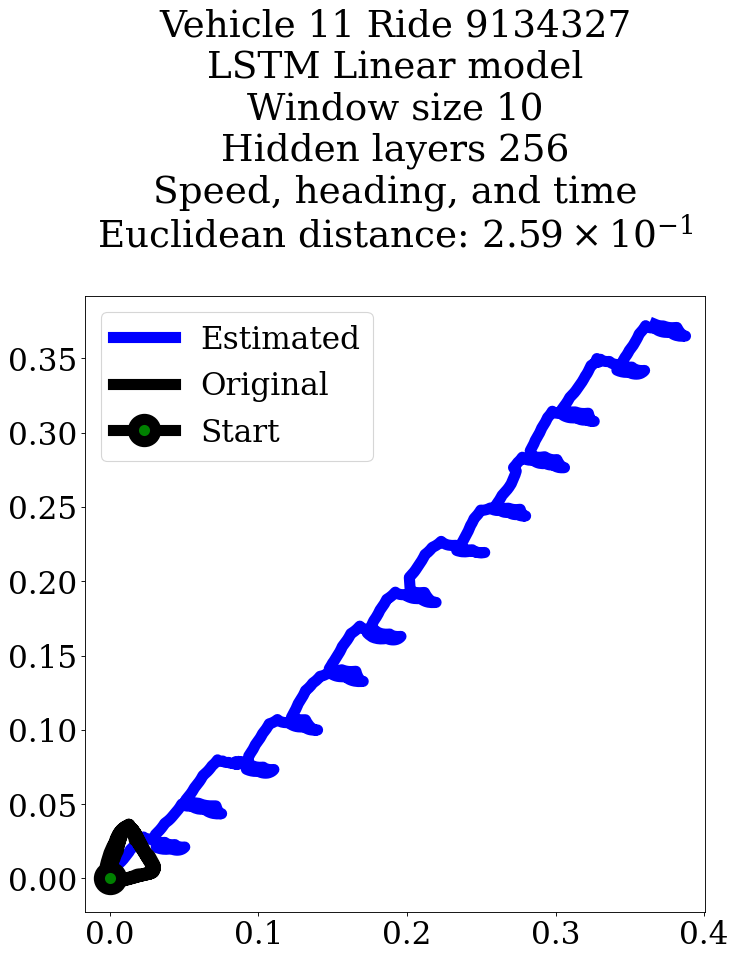 Vehicle 11 Ride 9134327
LSTM Linear model
Window size 10
Hidden layers 256
Speed, heading, and time
Euclidean distance: 2.59 × 10⁻¹
Estimated
Original
Start
0.35
0.30
0.25
0.20
0.15
0.10
0.05
0.00
0.0 0.1 0.2 0.3 0.4